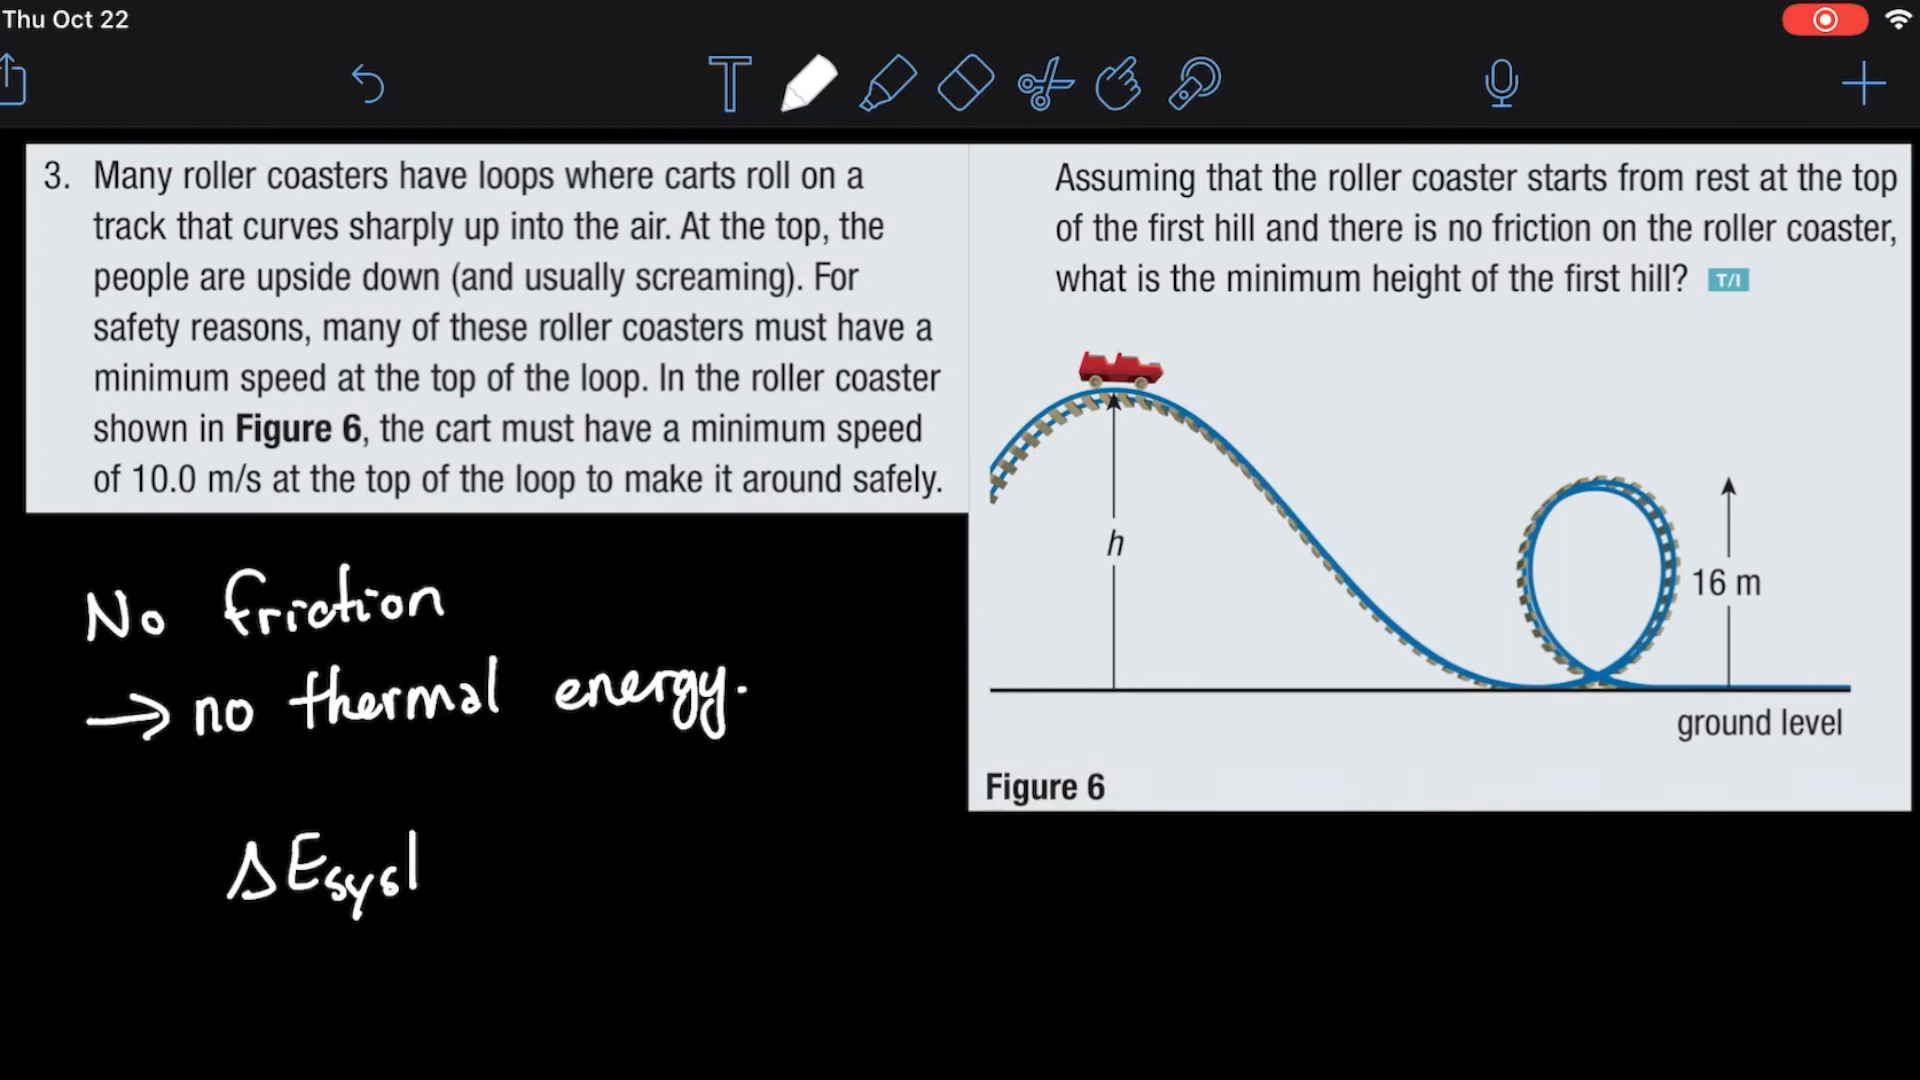 Thu Oct 22
T
3. Many roller coasters have loops where carts roll on a
track that curves sharply up into the air. At the top, the
people are upside down (and usually screaming). For
safety reasons, many of these roller coasters must have a
minimum speed at the top of the loop. In the roller coaster
shown in Figure 6, the cart must have a minimum speed
of 10.0 m/s at the top of the loop to make it around safely.
Assuming that the roller coaster starts from rest at the top
of the first hill and there is no friction on the roller coaster,
what is the minimum height of the first hill? T/I
h
16 m
ground level
Figure 6
No friction
→ no thermal energy.
ΔEsys